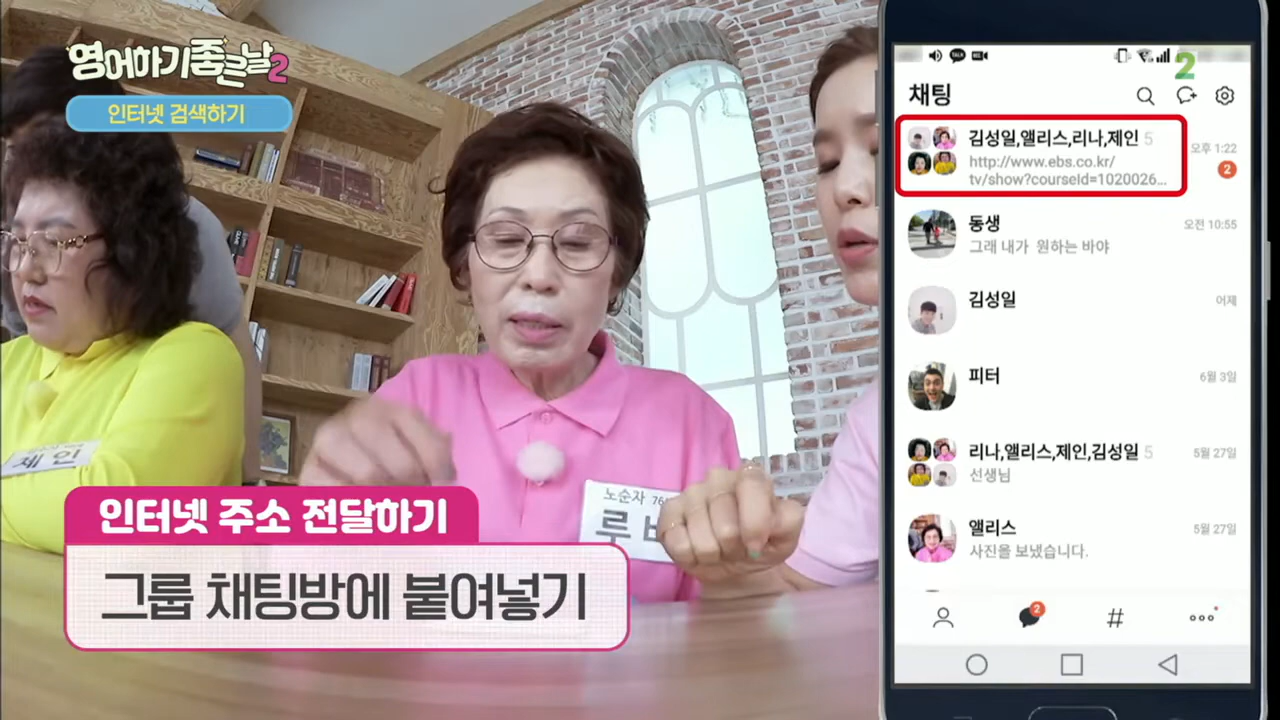 영어하기 좋은날2
인터넷 검색하기
제인
노순자 76
루
인터넷 주소 전달하기
그룹 채팅방에 붙여넣기
TALK
2
채팅
김성일,앨리스,리나,제인 5
오후 1:22
http://www.ebs.co.kr/
tv/show?courseId=1020026...
2
동생
오전 10:55
그래 내가 원하는 바야
김성일
어제
피터
6월 3일
리나,앨리스,제인,김성일 5
5월 27일
선생님
앨리스
5월 27일
사진을 보냈습니다.
2
#